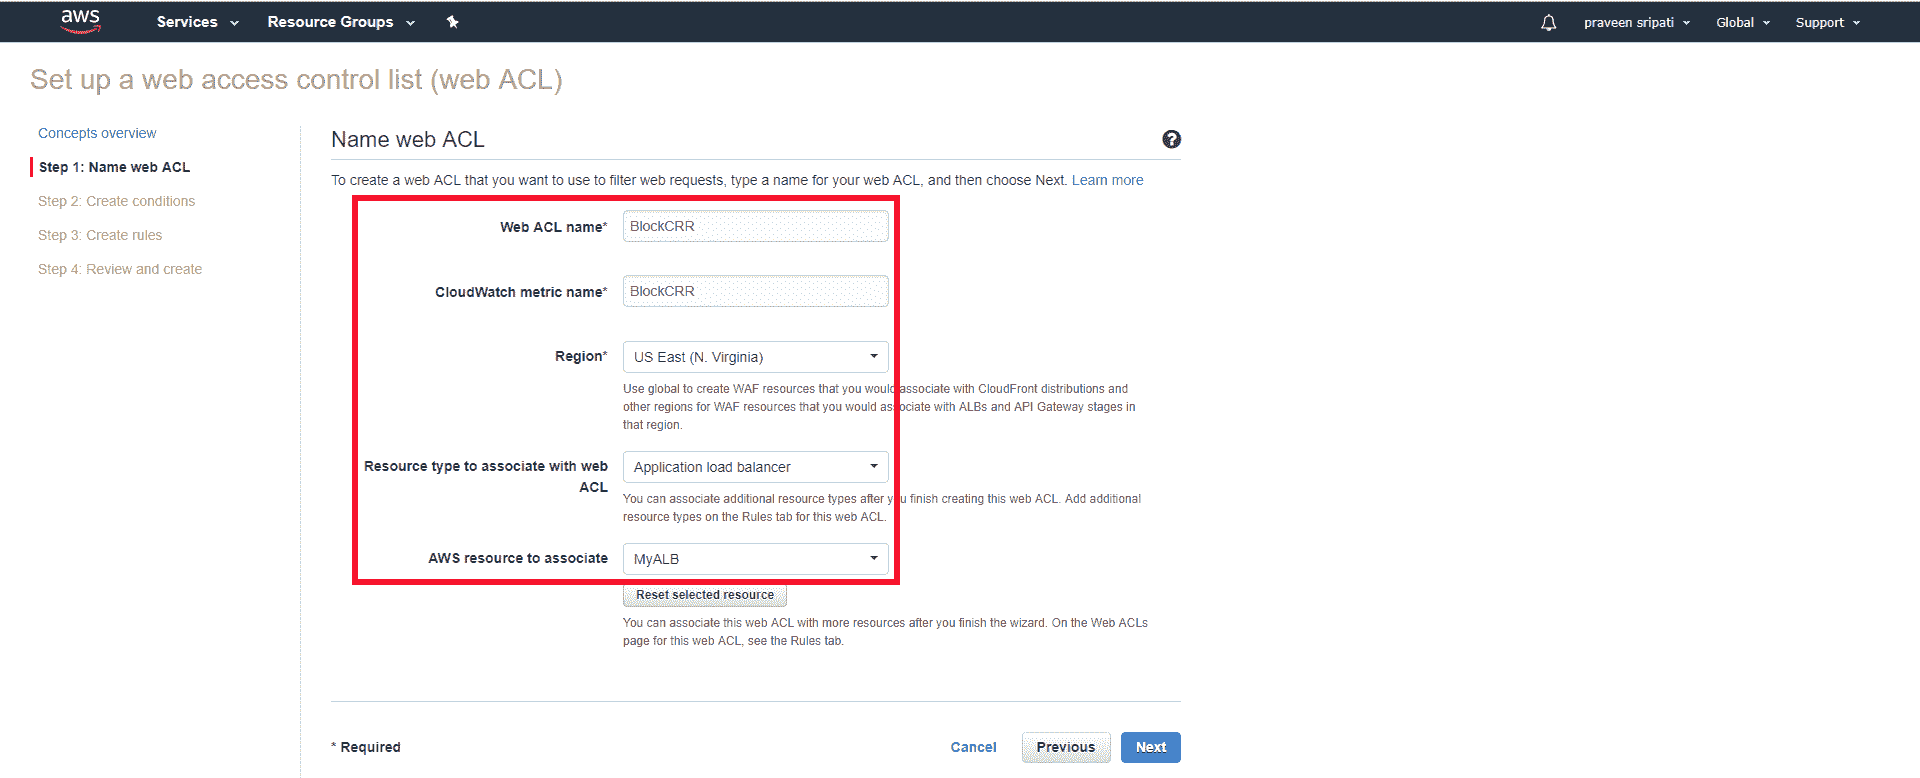 aws Services Resource Groups praveen sripati Global Support
Set up a web access control list (web ACL)
Concepts overview
Step 1: Name web ACL
Step 2: Create conditions
Step 3: Create rules
Step 4: Review and create
Name web ACL
?
To create a web ACL that you want to use to filter web requests, type a name for your web ACL, and then choose Next. Learn more
Web ACL name* BlockCRR
CloudWatch metric name* BlockCRR
Region* US East (N. Virginia)
Use global to create WAF resources that you would associate with CloudFront distributions and
other regions for WAF resources that you would associate with ALBs and API Gateway stages in
that region.
Resource type to associate with web
ACL
Application load balancer
You can associate additional resource types after you finish creating this web ACL. Add additional
resource types on the Rules tab for this web ACL.
AWS resource to associate MyALB
Reset selected resource
You can associate this web ACL with more resources after you finish the wizard. On the Web ACLs
page for this web ACL, see the Rules tab.
* Required Cancel Previous Next